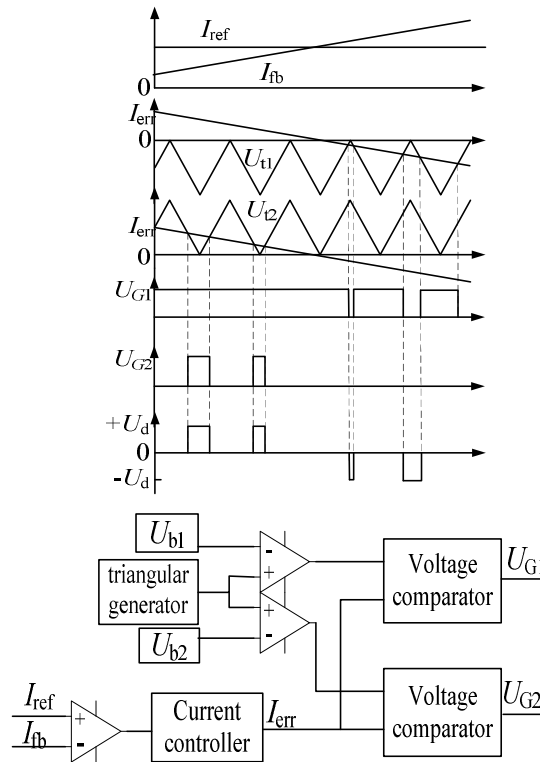 I_ref
I_fb
0
I_err
0
U_t1
U_t2
I_err
0
U_G1
U_G2
+U_d
0
-U_d
U_b1
triangular
generator
U_b2
Voltage
comparator
U_G1
I_ref
I_fb
+
-
Current
controller
I_err
-
+
+
-
Voltage
comparator
U_G2